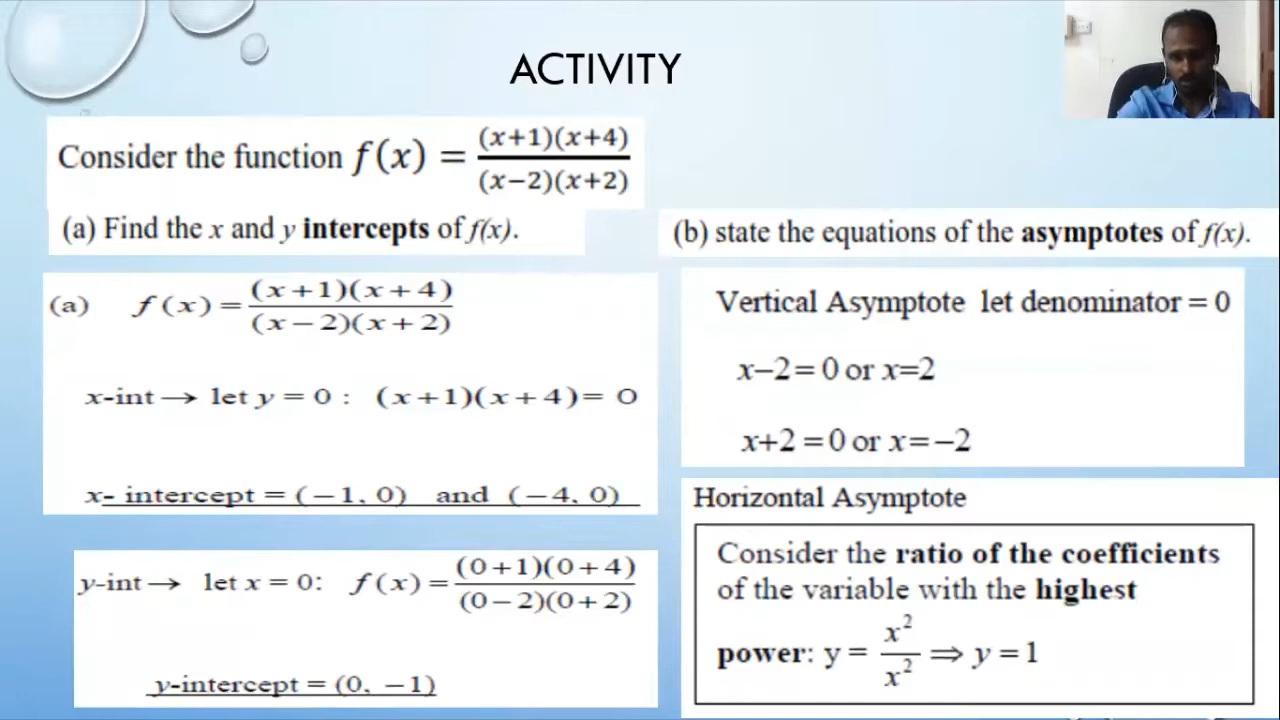 ACTIVITY
Consider the function f(x) = (x+1)(x+4) / (x−2)(x+2)
(a) Find the x and y intercepts of f(x).
(b) state the equations of the asymptotes of f(x).
(a) f(x) = (x+1)(x+4) / (x−2)(x+2)
x-int → let y = 0 : (x+1)(x+4) = 0
x- intercept = (−1, 0) and (−4, 0)
y-int → let x = 0: f(x) = (0+1)(0+4) / (0−2)(0+2)
y-intercept = (0, −1)
Vertical Asymptote let denominator = 0
x−2 = 0 or x=2
x+2 = 0 or x=−2
Horizontal Asymptote
Consider the ratio of the coefficients
of the variable with the highest
power: y = x² / x² ⟹ y = 1